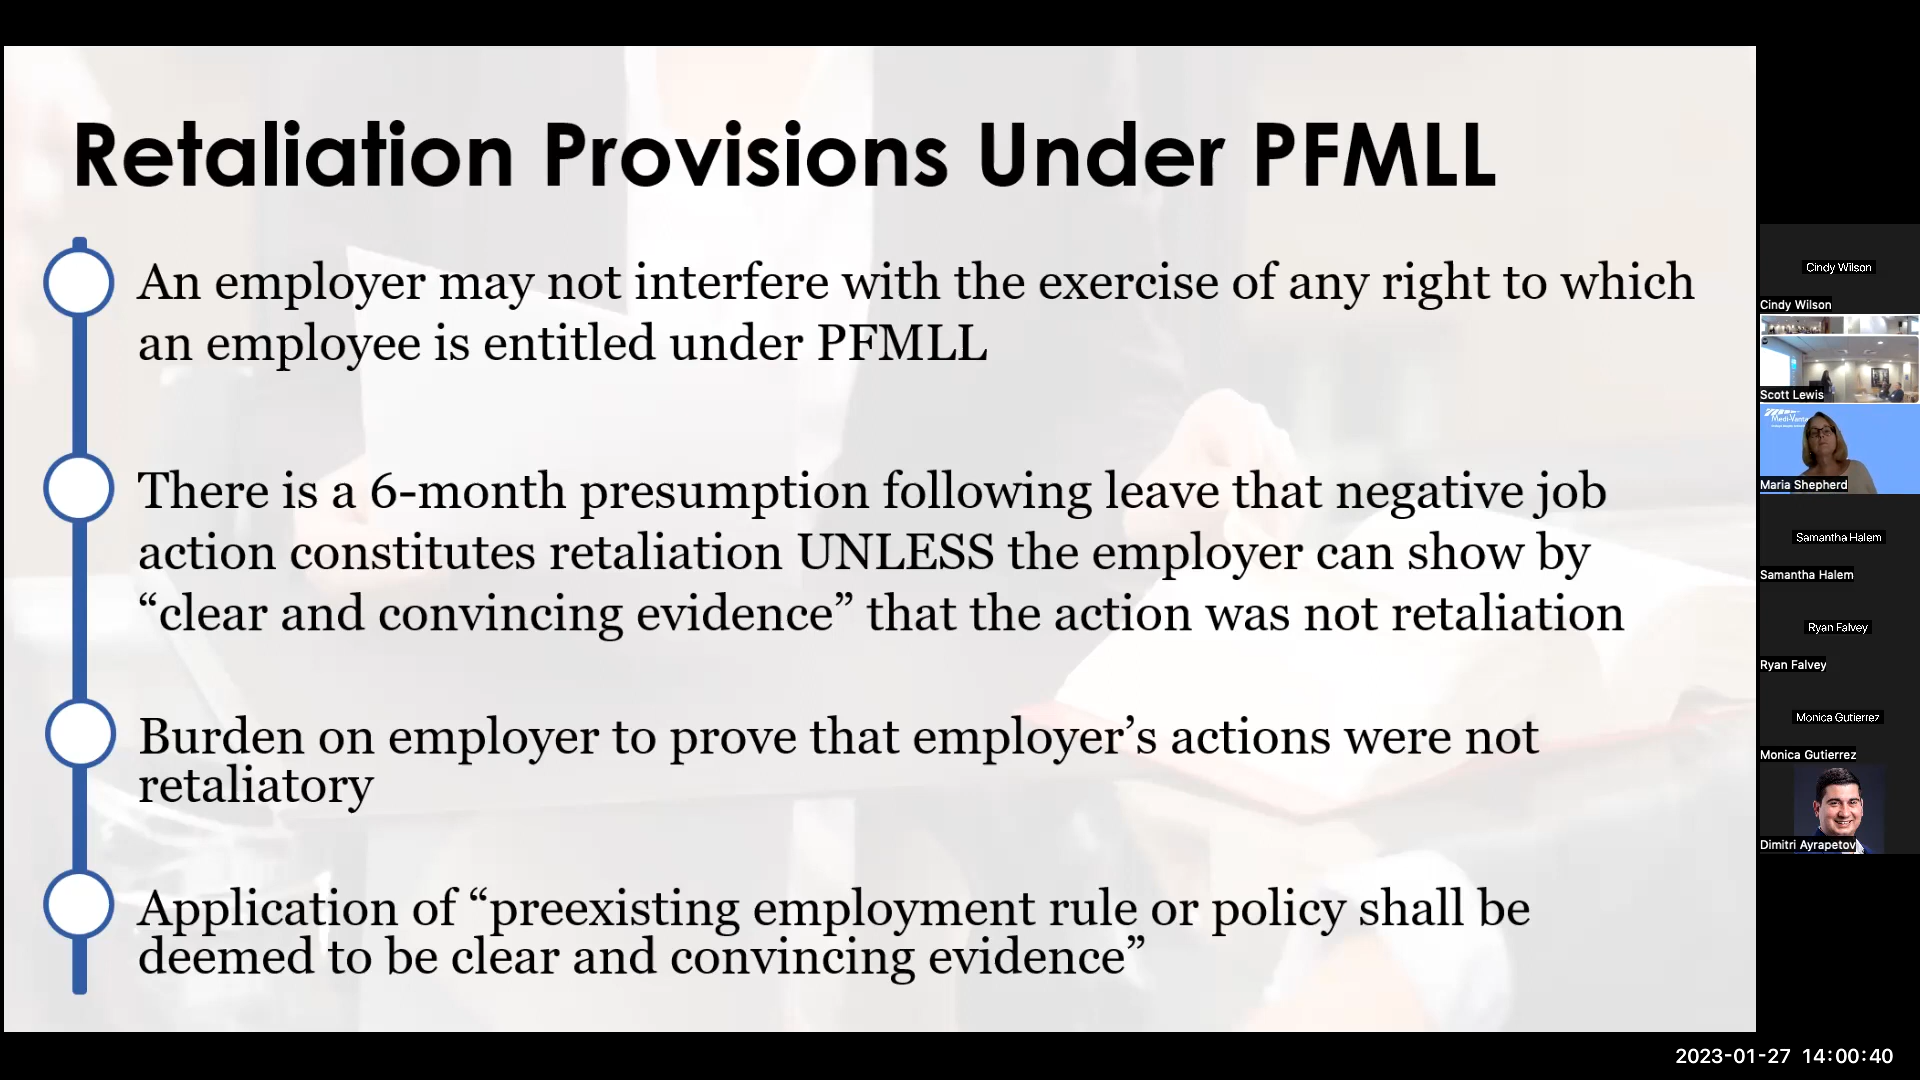 Retaliation Provisions Under PFMLL
An employer may not interfere with the exercise of any right to which
an employee is entitled under PFMLL
There is a 6-month presumption following leave that negative job
action constitutes retaliation UNLESS the employer can show by
“clear and convincing evidence” that the action was not retaliation
Burden on employer to prove that employer’s actions were not
retaliatory
Application of “preexisting employment rule or policy shall be
deemed to be clear and convincing evidence”
Cindy Wilson
Cindy Wilson
Scott Lewis
Maria Shepherd
Samantha Halem
Samantha Halem
Ryan Falvey
Ryan Falvey
Monica Gutierrez
Monica Gutierrez
Dimitri Ayrapetov
2023-01-27 14:00:40